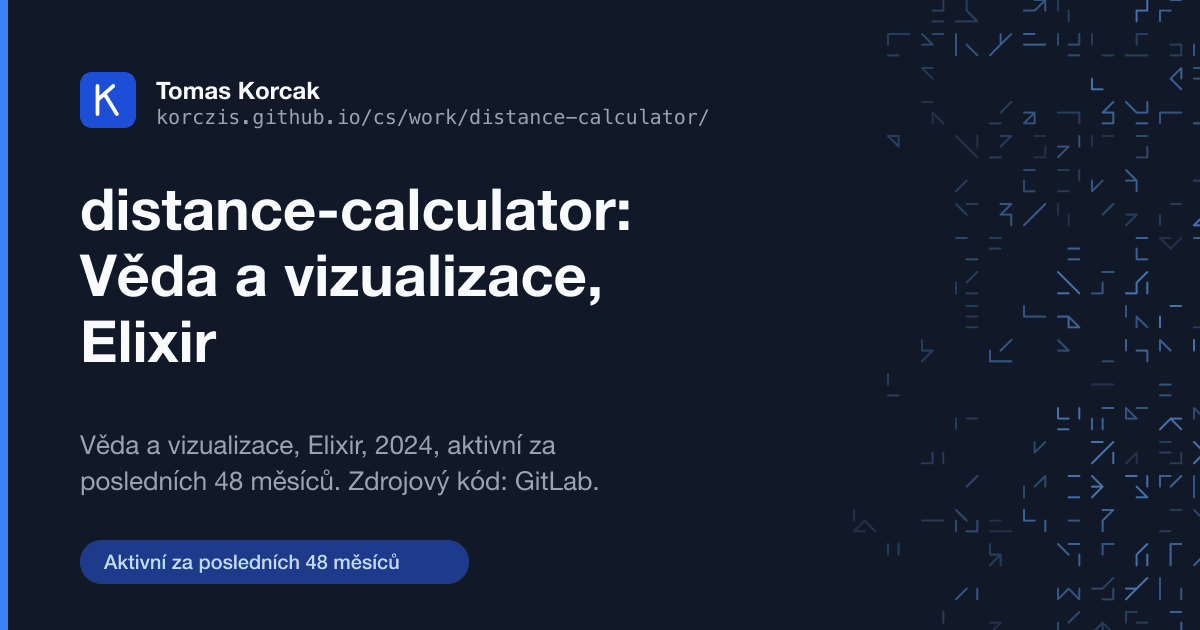 K
Tomas Korcak
korczis.github.io/cs/work/distance-calculator/
distance-calculator:
Věda a vizualizace,
Elixir
Věda a vizualizace, Elixir, 2024, aktivní za
posledních 48 měsíců. Zdrojový kód: GitLab.
Aktivní za posledních 48 měsíců